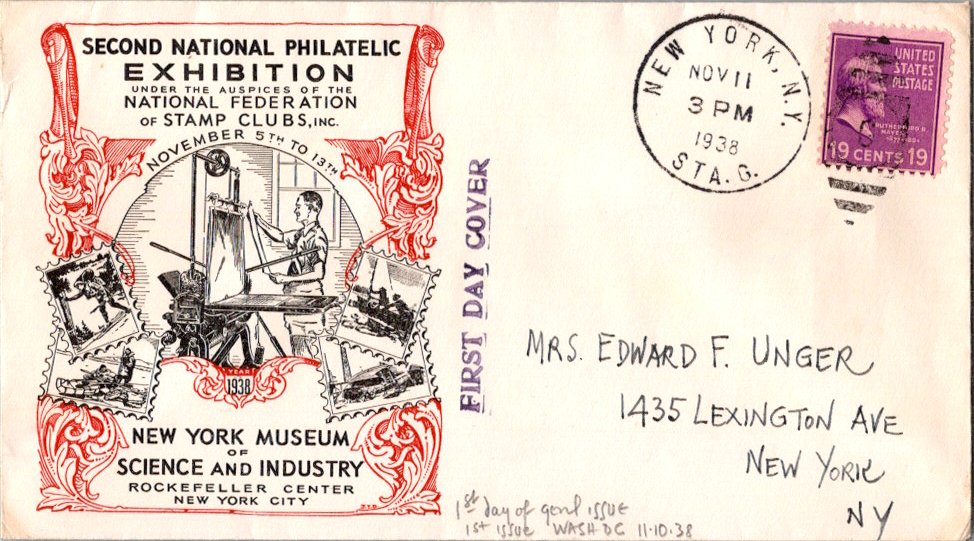 SECOND NATIONAL PHILATELIC
EXHIBITION
UNDER THE AUSPICES OF THE
NATIONAL FEDERATION
OF STAMP CLUBS, INC.
NOVEMBER 5TH TO 13TH
YEAR
1938
NEW YORK MUSEUM
OF
SCIENCE AND INDUSTRY
ROCKEFELLER CENTER
NEW YORK CITY
FIRST DAY COVER
NEW YORK, N.Y.
NOV 11
3 PM
1938
STA. G.
UNITED
STATES
POSTAGE
RUTHERFORD B
HAYES
19 CENTS 19
MRS. EDWARD F. UNGER
1435 LEXINGTON AVE
NEW YORK
NY
1st day of genl ISSUE
1st ISSUE WASH DC 11.10.38